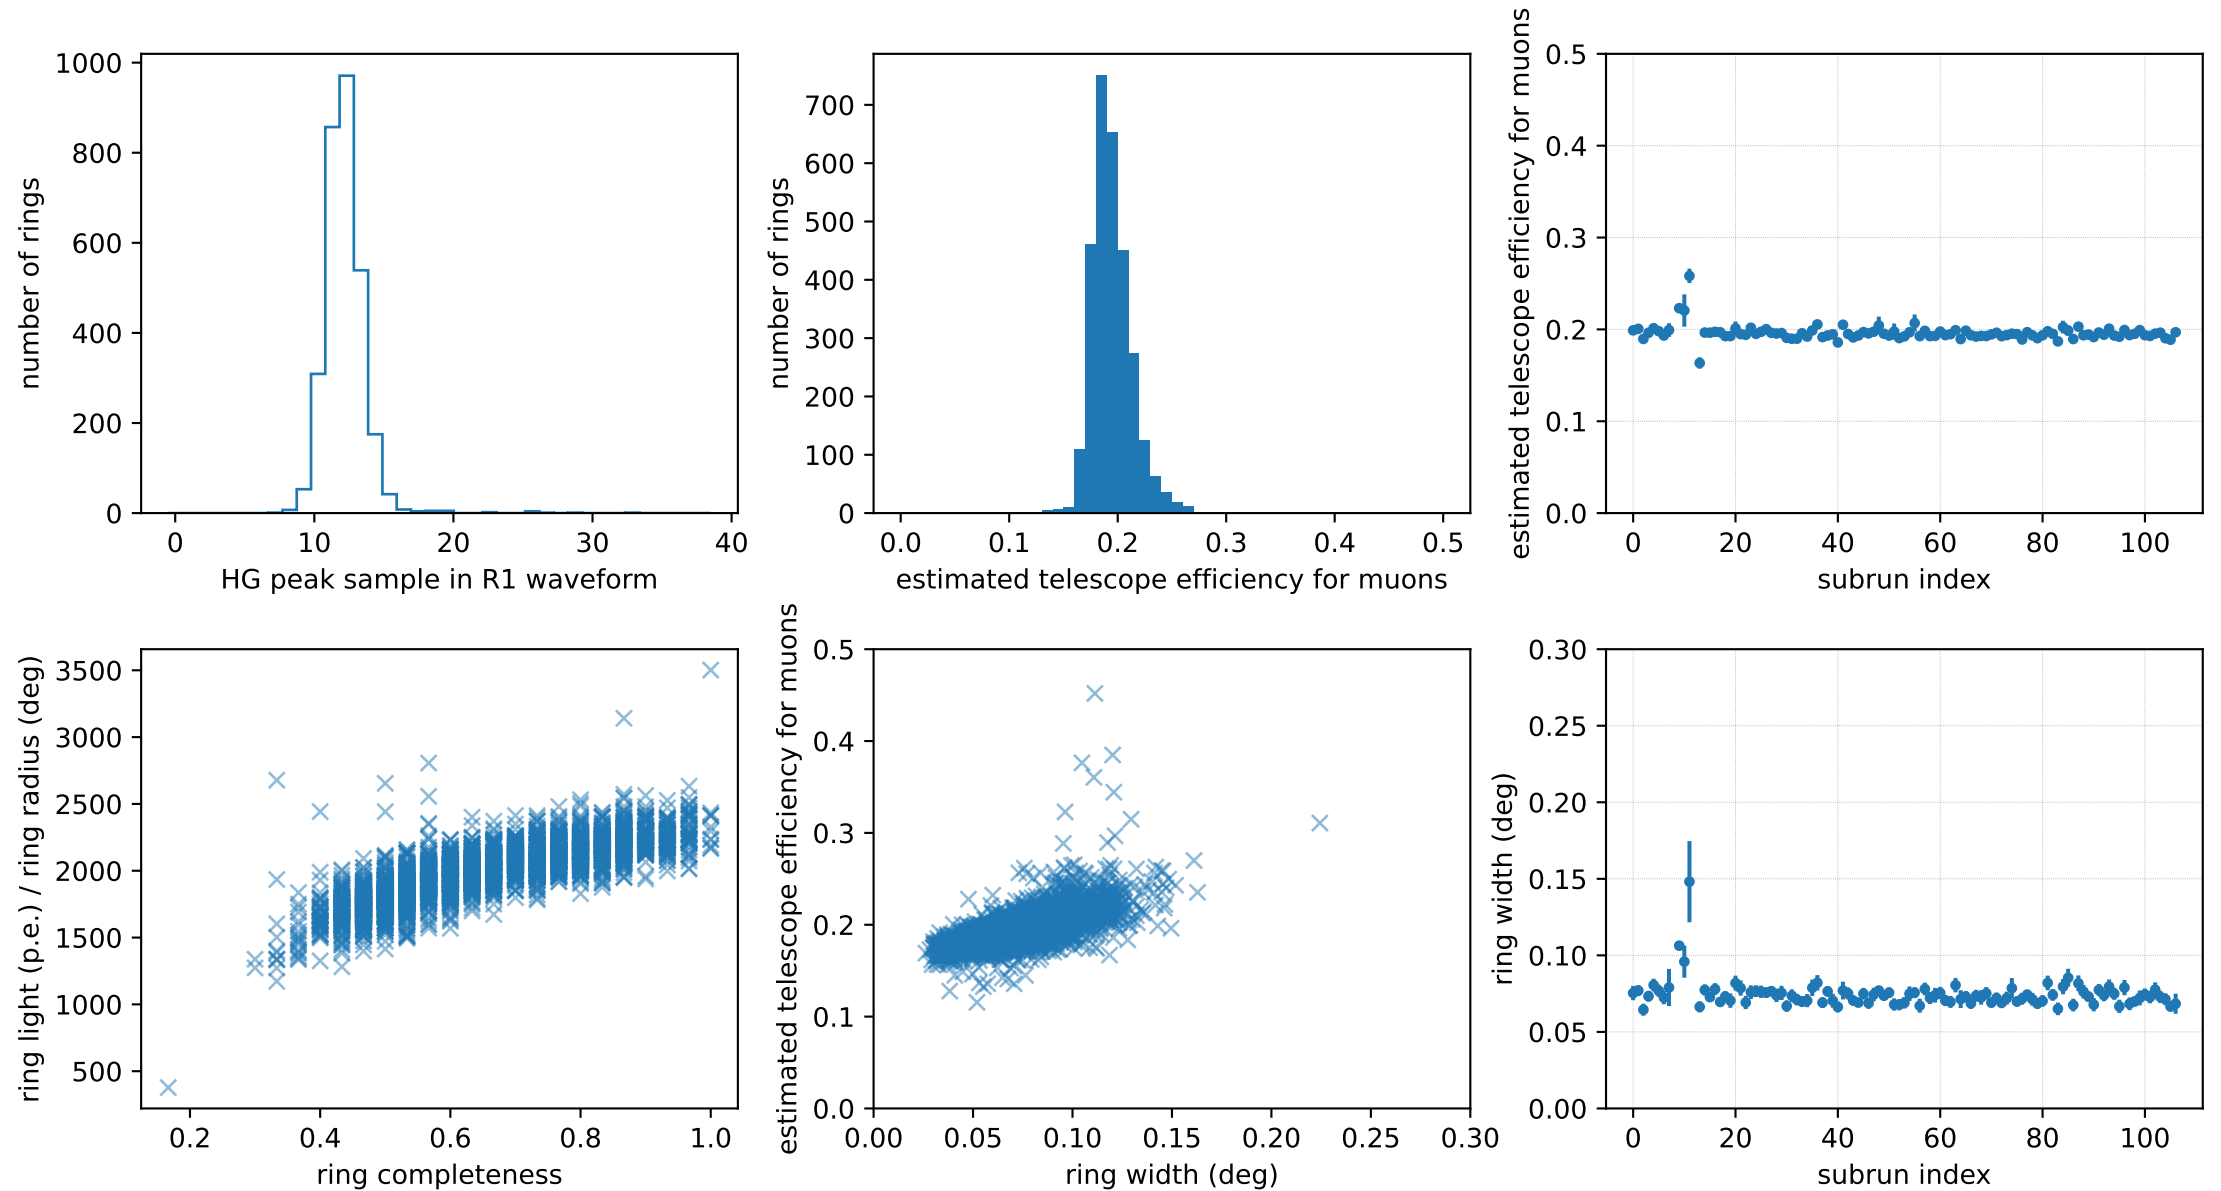 1000
800
600
400
200
0
number of rings
0 10 20 30 40
HG peak sample in R1 waveform
700
600
500
400
300
200
100
0
number of rings
0.0 0.1 0.2 0.3 0.4 0.5
estimated telescope efficiency for muons
0.5
0.4
0.3
0.2
0.1
0.0
estimated telescope efficiency for muons
0 20 40 60 80 100
subrun index
3500
3000
2500
2000
1500
1000
500
ring light (p.e.) / ring radius (deg)
0.2 0.4 0.6 0.8 1.0
ring completeness
0.5
0.4
0.3
0.2
0.1
0.0
estimated telescope efficiency for muons
0.00 0.05 0.10 0.15 0.20 0.25 0.30
ring width (deg)
0.30
0.25
0.20
0.15
0.10
0.05
0.00
ring width (deg)
0 20 40 60 80 100
subrun index